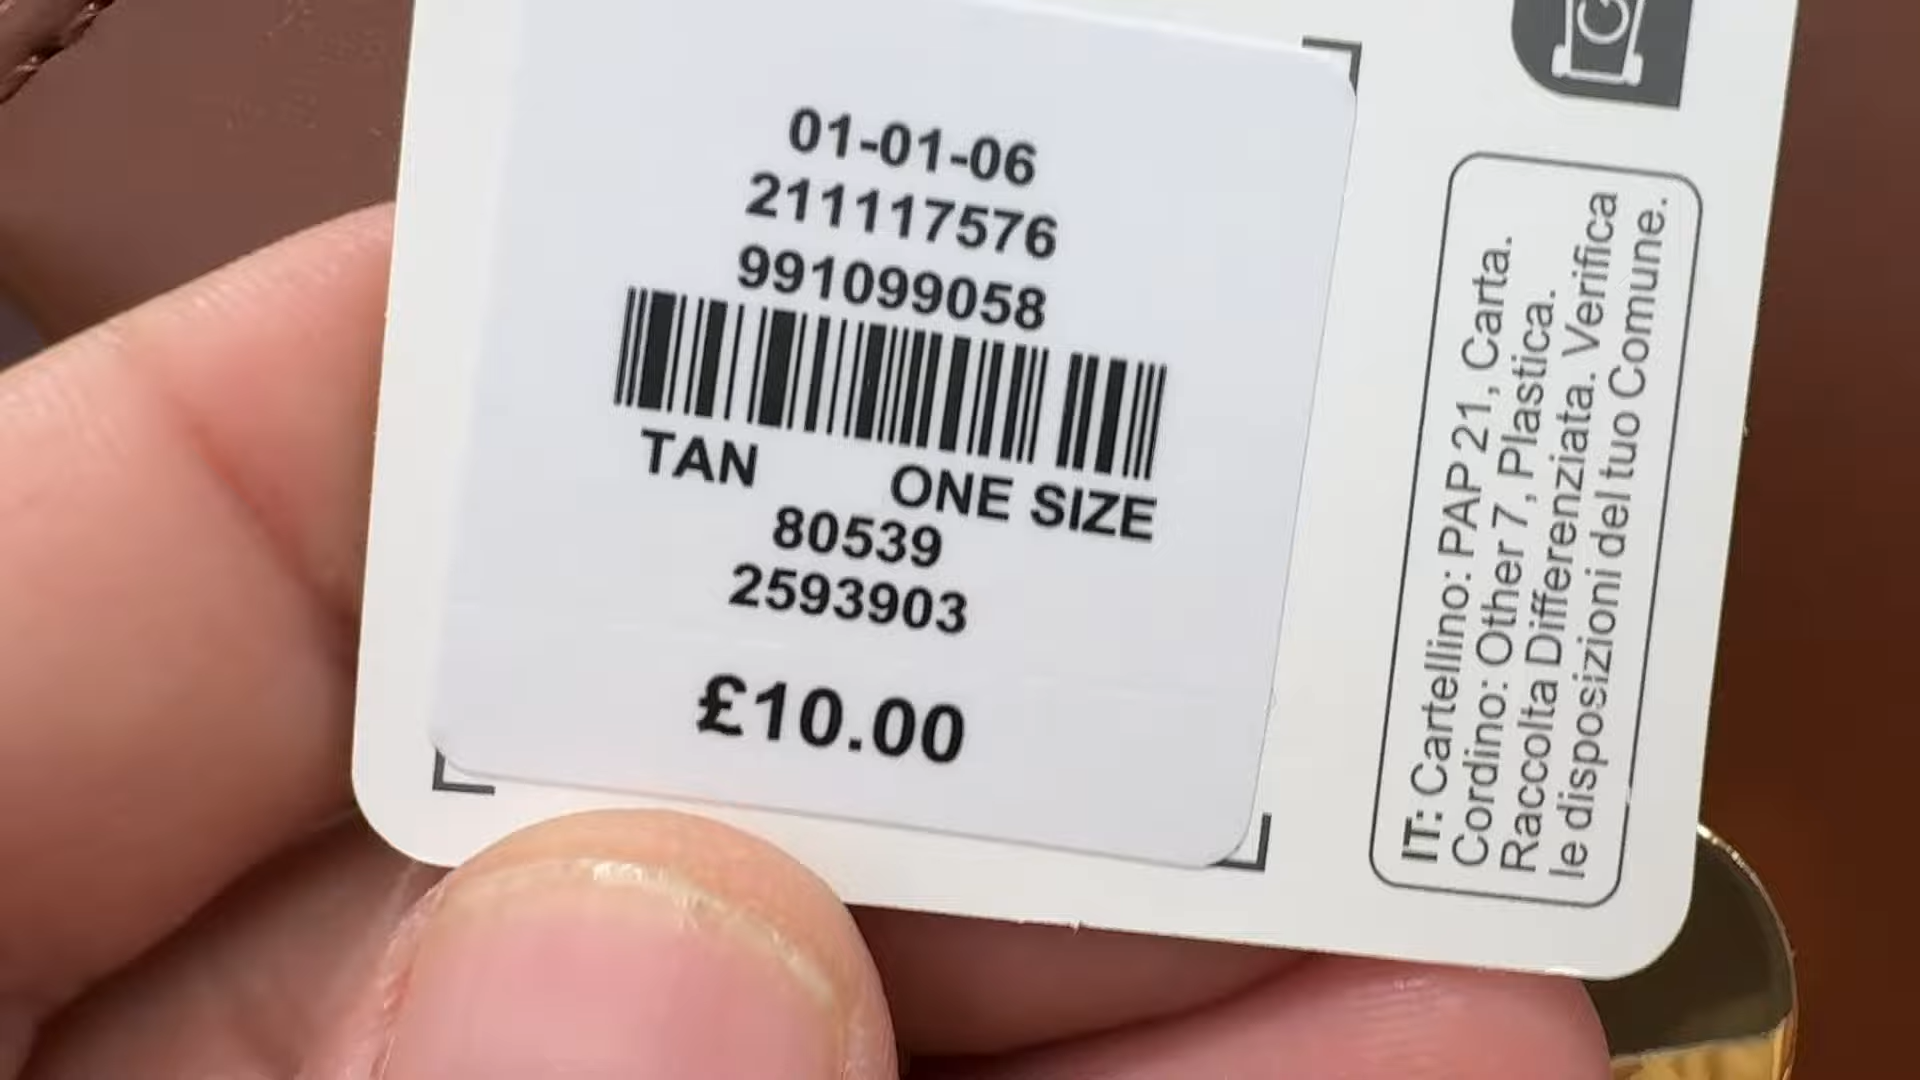 01-01-06
211117576
991099058
TAN ONE SIZE
80539
2593903
£10.00
IT: Cartellino: PAP 21, Carta.
Cordino: Other 7, Plastica.
Raccolta Differenziata. Verifica
le disposizioni del tuo Comune.